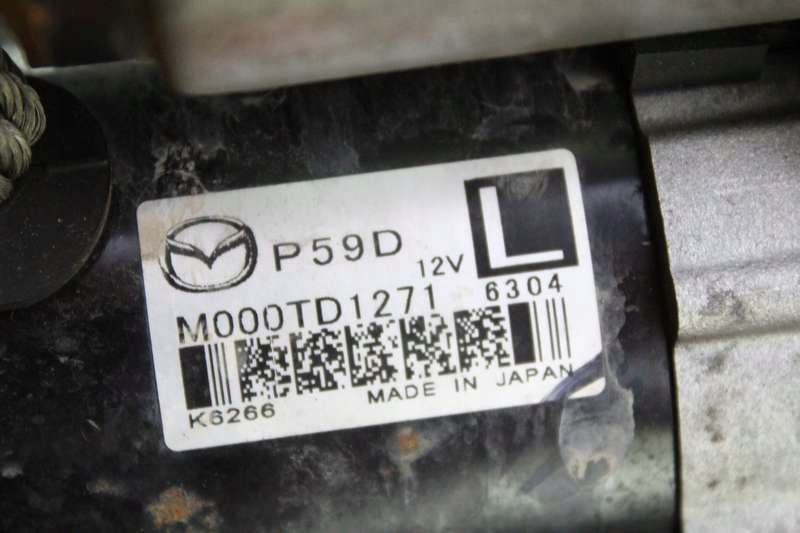 P59D 12V L
M000TD1271 6304
K6266 MADE IN JAPAN